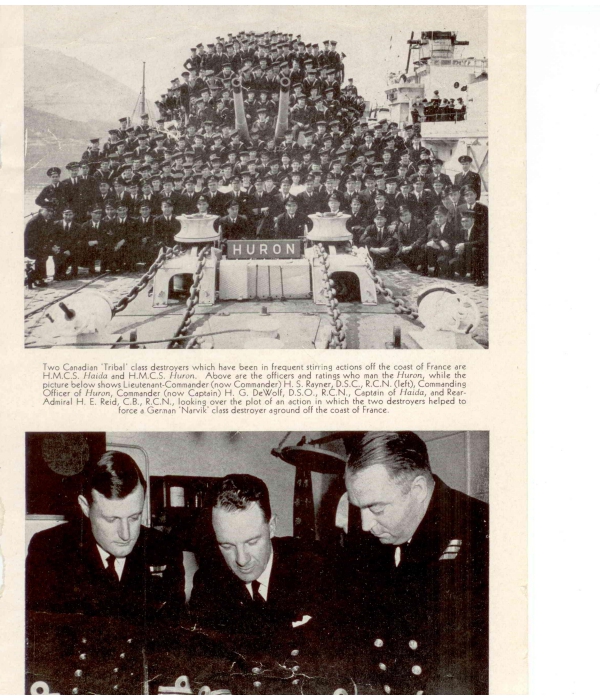 HURON
Two Canadian 'Tribal' class destroyers which have been in frequent stirring actions off the coast of France are
H.M.C.S. Haida and H.M.C.S. Huron. Above are the officers and ratings who man the Huron, while the
picture below shows Lieutenant-Commander (now Commander) H. S. Rayner, D.S.C., R.C.N. (left), Commanding
Officer of Huron, Commander (now Captain) H. G. DeWolf, D.S.O., R.C.N., Captain of Haida, and Rear-
Admiral H. E. Reid, C.B., R.C.N., looking over the plot of an action in which the two destroyers helped to
force a German 'Narvik' class destroyer aground off the coast of France.